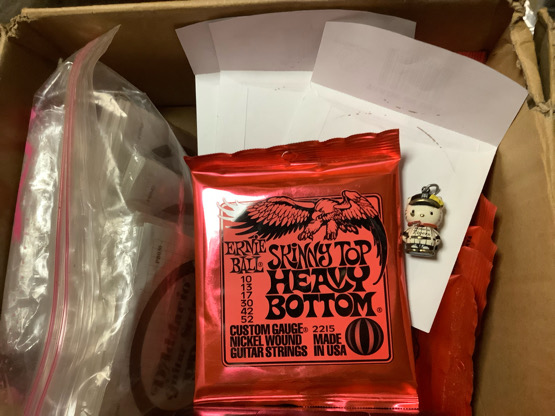 ERNIE BALL
SKINNY TOP
HEAVY
BOTTOM®
10
13
17
30
42
52
CUSTOM GAUGE®
NICKEL WOUND
GUITAR STRINGS
2215
MADE IN USA